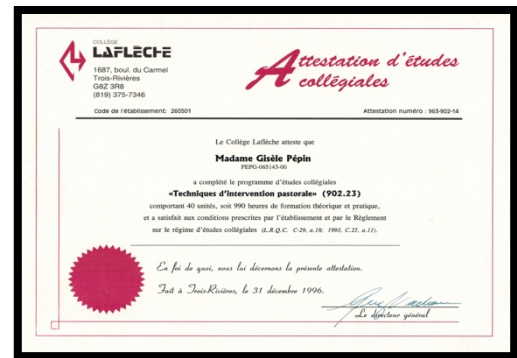 COLLÈGE
LAFLÈCHE
1687, boul. du Carmel
Trois-Rivières
G8Z 3R8
(819) 375-7346
Attestation d'études
collégiales
Code de l'établissement: 260501
Attestation numéro : 963-902-14
Le Collège Laflèche atteste que
Madame Gisèle Pépin
PEPG-065143-00
a complété le programme d'études collégiales
«Techniques d'intervention pastorale» (902.23)
comportant 40 unités, soit 990 heures de formation théorique et pratique,
et a satisfait aux conditions prescrites par l'établissement et par le Règlement
sur le régime d'études collégiales (L.R.Q.C. C-29, a.18; 1993, C.25, a.11).
En foi de quoi, nous lui décernons la présente attestation.
Fait à Trois-Rivières, le 31 décembre 1996.
Le directeur général